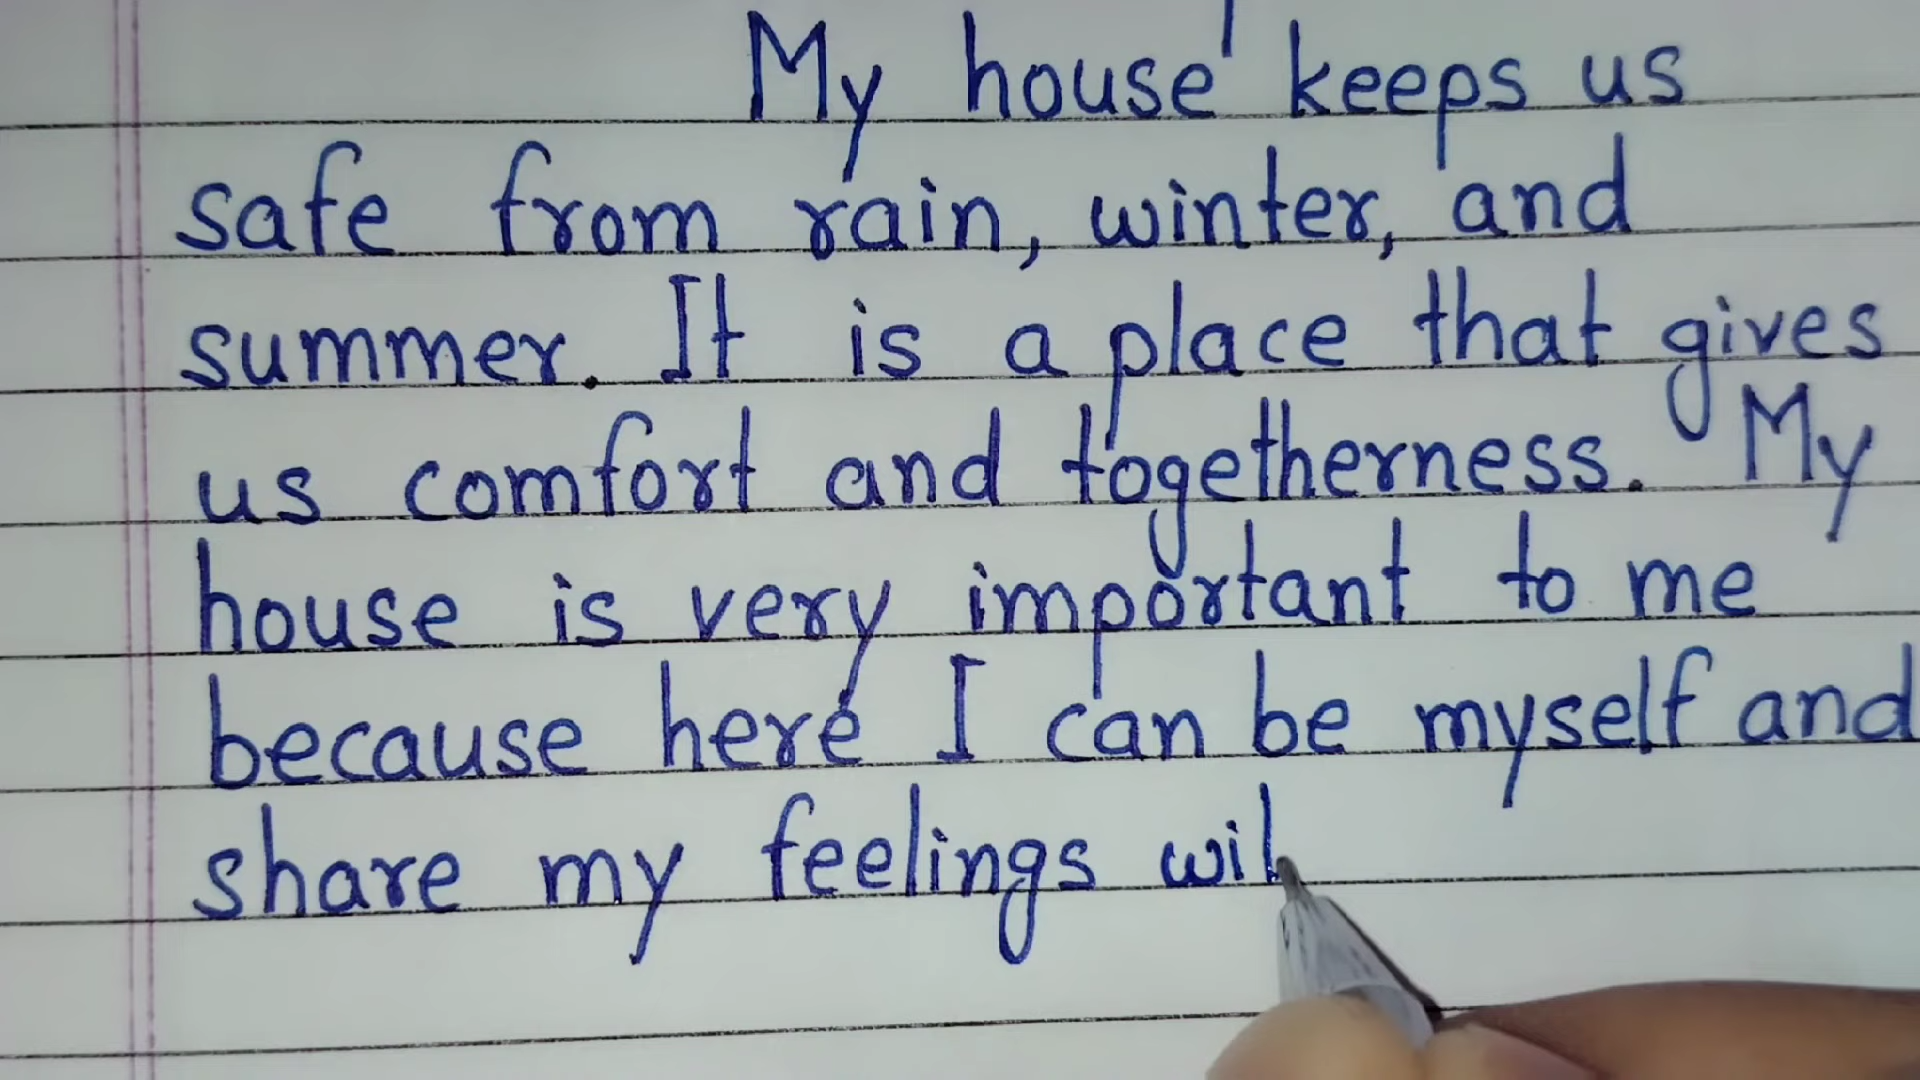 My house keeps us
safe from rain, winter, and
summer. It is a place that gives
us comfort and togetherness. My
house is very important to me
because here I can be myself and
share my feelings wit